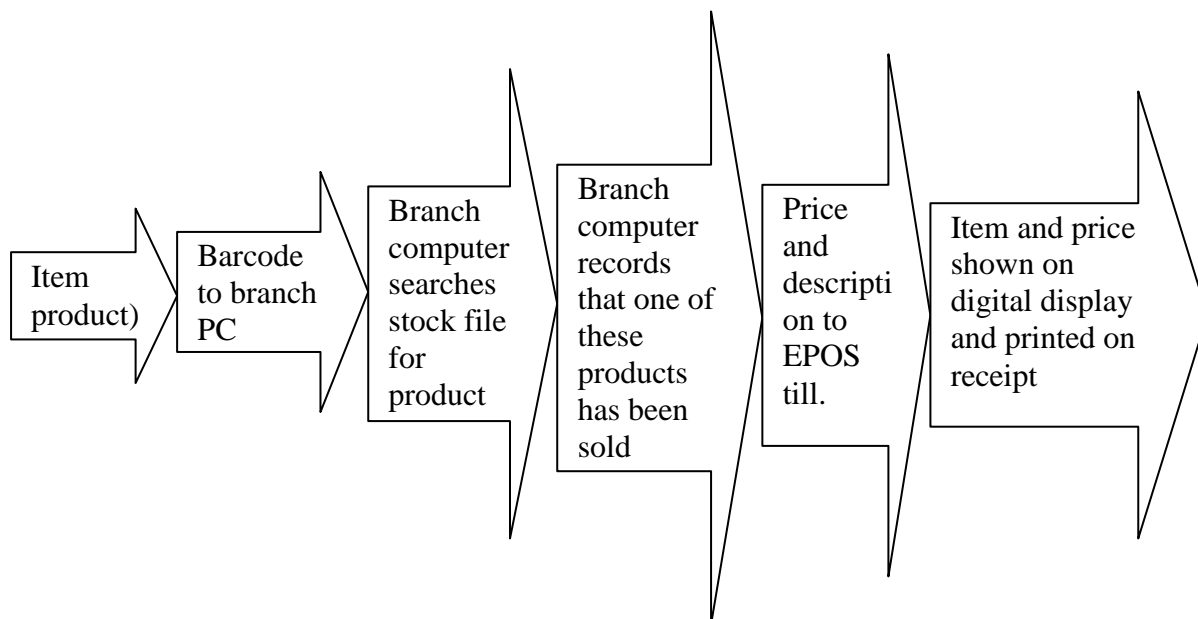 Item
product)
Barcode
to branch
PC
Branch
computer
searches
stock file
for
product
Branch
computer
records
that one of
these
products
has been
sold
Price
and
descripti
on to
EPOS
till.
Item and price
shown on
digital display
and printed on
receipt